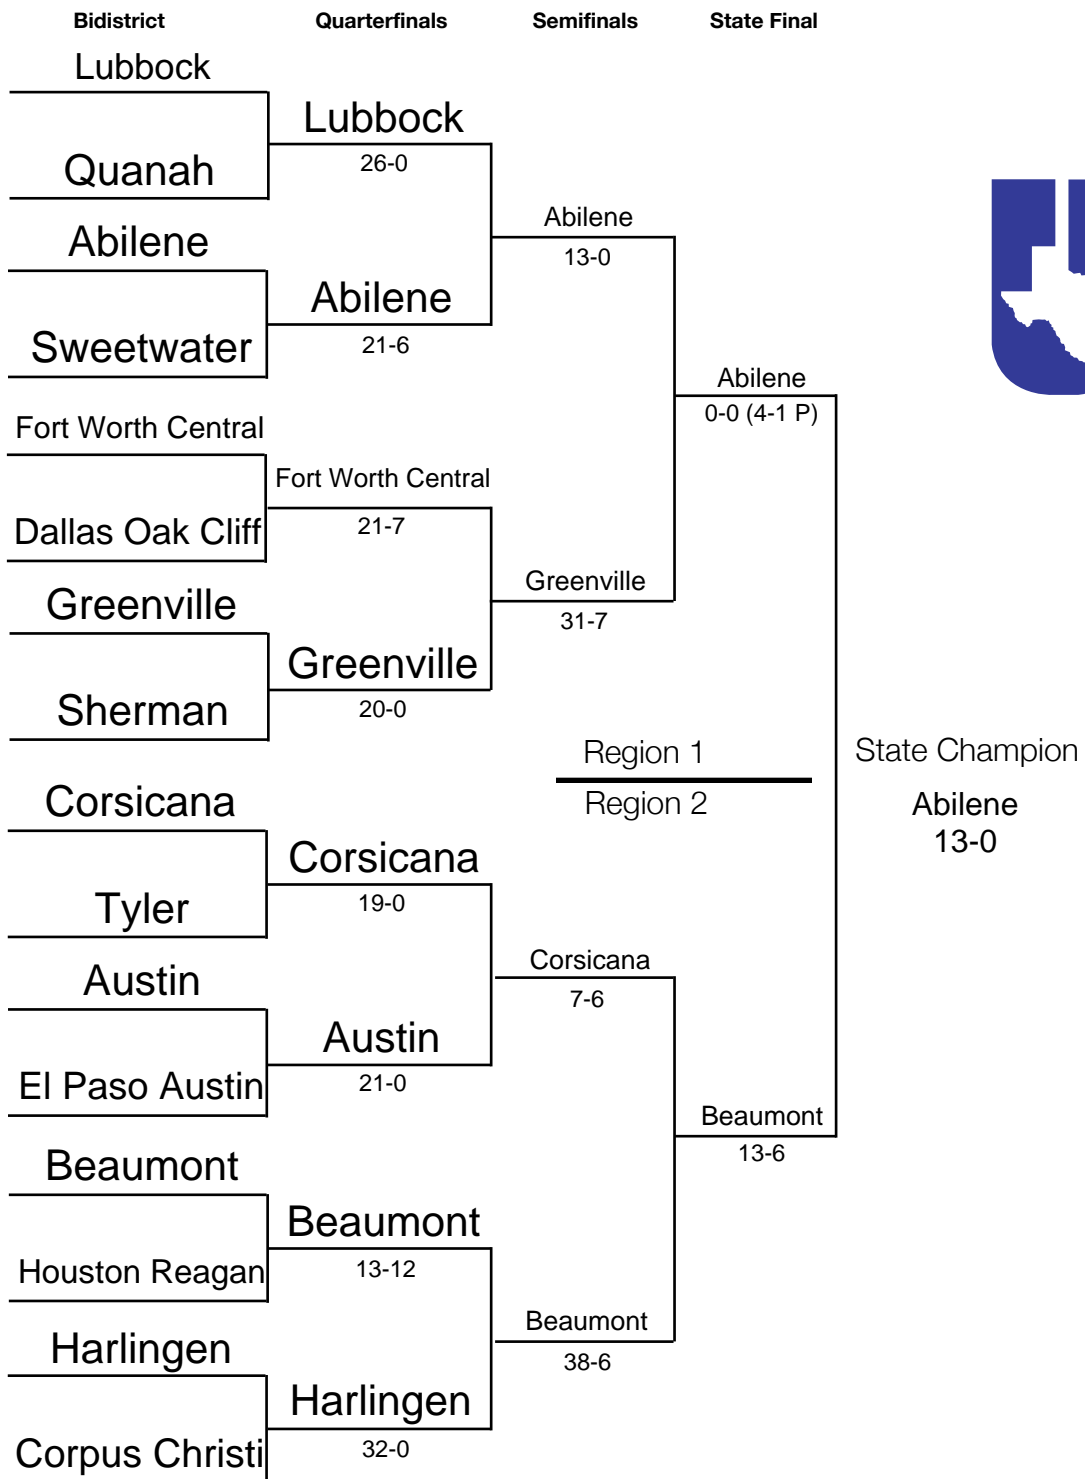 Bidistrict Quarterfinals Semifinals State Final
Lubbock
Lubbock
26-0
Quanah
Abilene
13-0
Abilene
Abilene
21-6
Sweetwater
Abilene
0-0 (4-1 P)
Fort Worth Central
Fort Worth Central
21-7
Dallas Oak Cliff
Greenville
31-7
Greenville
Greenville
20-0
Sherman
Region 1
Region 2
State Champion
Abilene
13-0
Corsicana
Corsicana
19-0
Tyler
Corsicana
7-6
Austin
Austin
21-0
El Paso Austin
Beaumont
13-6
Beaumont
Beaumont
13-12
Houston Reagan
Beaumont
38-6
Harlingen
Harlingen
32-0
Corpus Christi